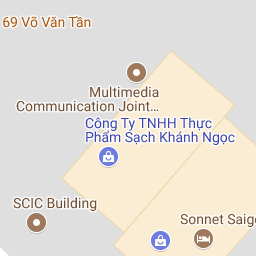 69 Võ Văn Tần
Multimedia
Communication Joint...
Công Ty TNHH Thực
Phẩm Sạch Khánh Ngọc
SCIC Building
Sonnet Saig